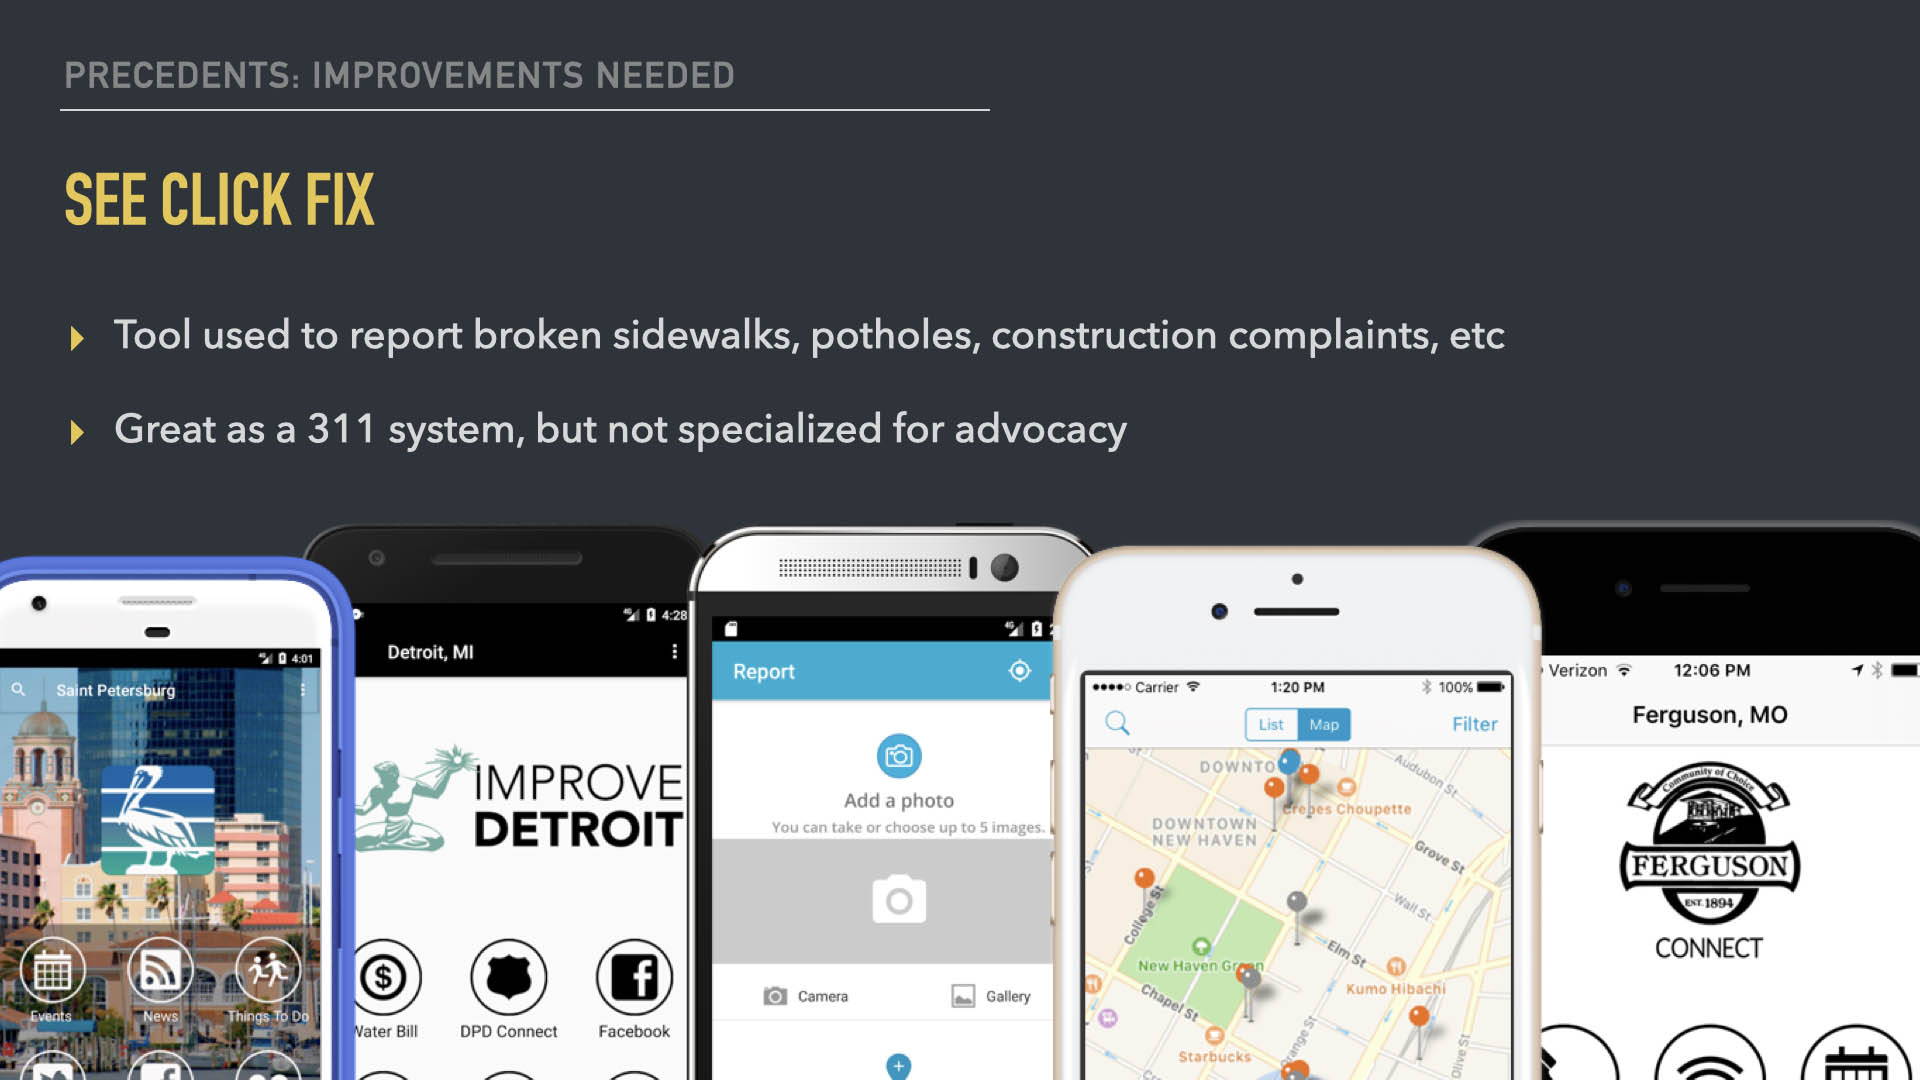 PRECEDENTS: IMPROVEMENTS NEEDED
SEE CLICK FIX
Tool used to report broken sidewalks, potholes, construction complaints, etc
Great as a 311 system, but not specialized for advocacy
4G 4:01
Saint Petersburg
Events
News
Things To Do
4G 4:28
Detroit, MI
IMPROVE
DETROIT
Water Bill
DPD Connect
Facebook
4G
Report
Add a photo
You can take or choose up to 5 images.
Camera
Gallery
Carrier
1:20 PM
100%
List
Map
Filter
Audubon St
Crepes Choupette
DOWNTOWN
NEW HAVEN
Grove St
College St
Wall St
Elm St
New Haven Green
Kumo Hibachi
Chapel St
Orange St
Olive St
Starbucks
Verizon
12:06 PM
Ferguson, MO
Community of Choice
FERGUSON
EST. 1894
CONNECT